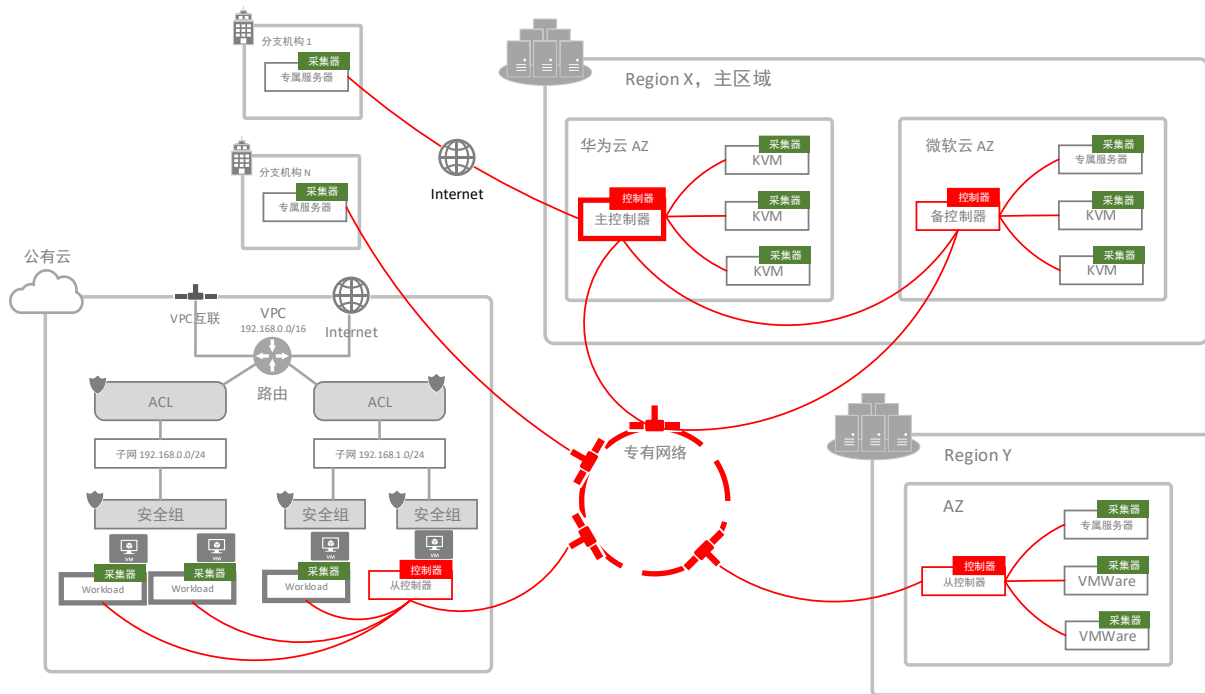 分支机构 1
采集器
专属服务器
分支机构 N
采集器
专属服务器
Internet
Region X，主区域
华为云 AZ
控制器
主控制器
采集器
KVM
采集器
KVM
采集器
KVM
微软云 AZ
控制器
备控制器
采集器
专属服务器
采集器
KVM
采集器
KVM
公有云
VPC 互联
VPC
192.168.0.0/16
Internet
路由
ACL
ACL
子网 192.168.0.0/24
子网 192.168.1.0/24
安全组
安全组
安全组
VM
VM
VM
VM
采集器
Workload
采集器
Workload
采集器
Workload
控制器
从控制器
专有网络
Region Y
AZ
控制器
从控制器
采集器
专属服务器
采集器
VMWare
采集器
VMWare